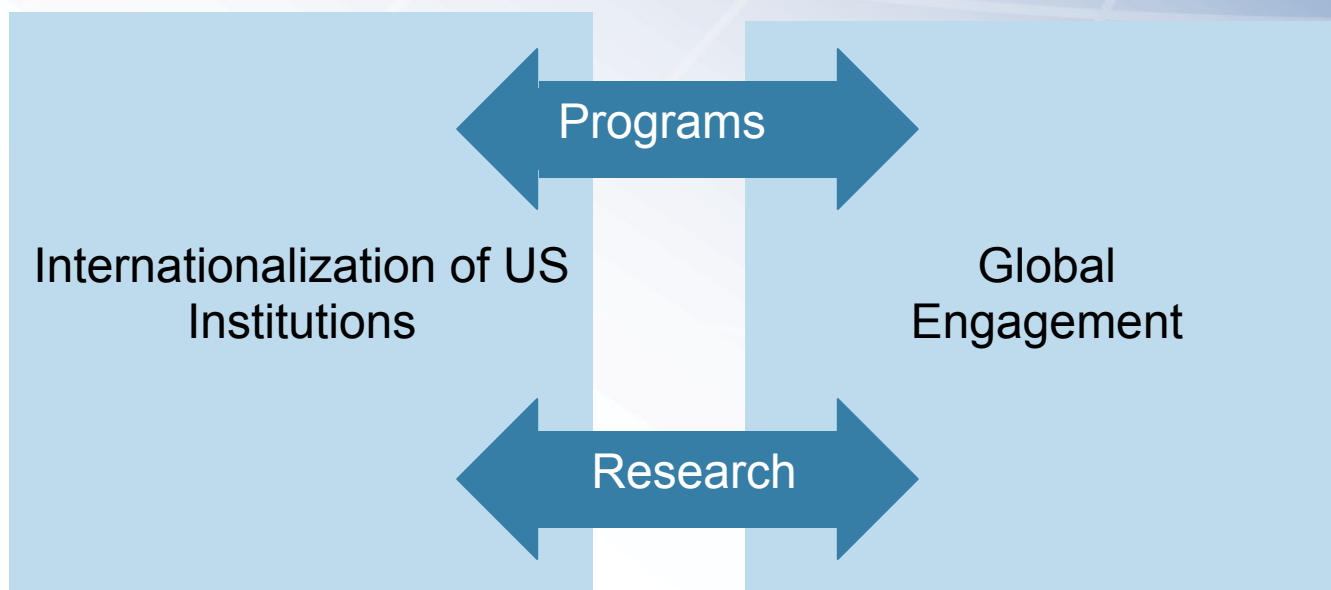 Programs
Internationalization of US
Institutions
Global
Engagement
Research